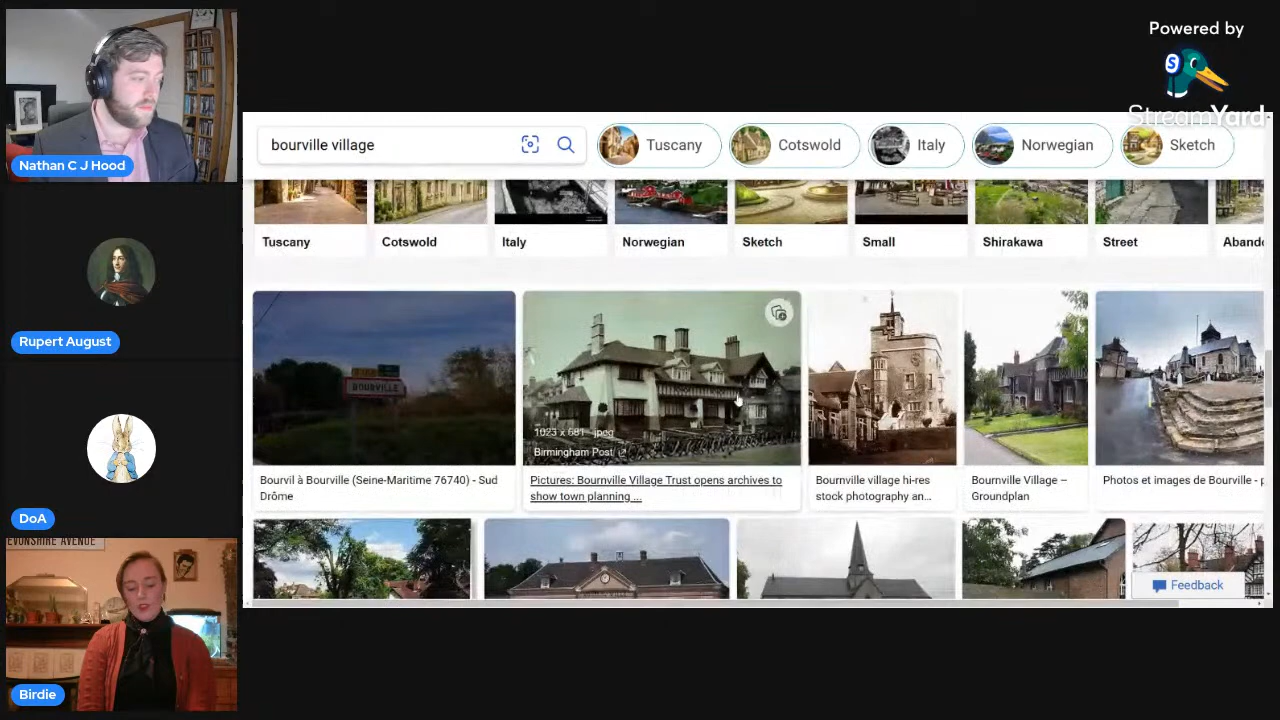 Powered by
StreamYard
Nathan C J Hood
Rupert August
DoA
EVONSHIRE AVENUE
Birdie
bourville village
Tuscany
Cotswold
Italy
Norwegian
Sketch
Tuscany
Cotswold
Italy
Norwegian
Sketch
Small
Shirakawa
Street
Aband
BOURVILLE
1023 x 681 · jpeg
Birmingham Post
Bourvil à Bourville (Seine-Maritime 76740) - Sud
Drôme
Pictures: Bournville Village Trust opens archives to
show town planning ...
Bournville village hi-res
stock photography an...
Bournville Village –
Groundplan
Photos et images de Bourville - p
Feedback